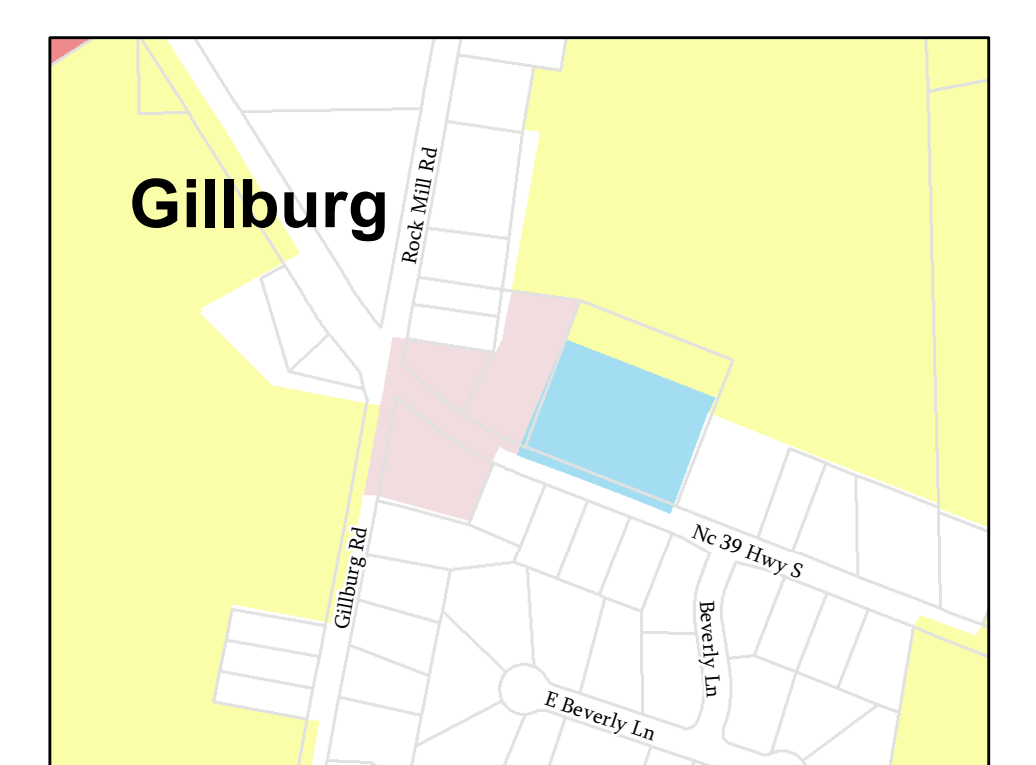 Rock Mill Rd
Gillburg
Nc 39 Hwy S
Gillburg Rd
Beverly Ln
E Beverly Ln